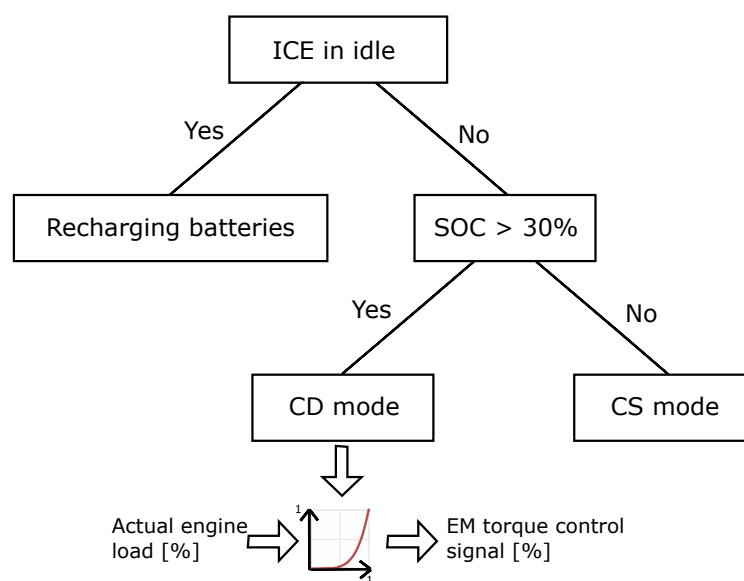 ICE in idle
Yes
No
Recharging batteries
SOC > 30%
Yes
No
CD mode
CS mode
1
Actual engine
load [%]
EM torque control
signal [%]
1